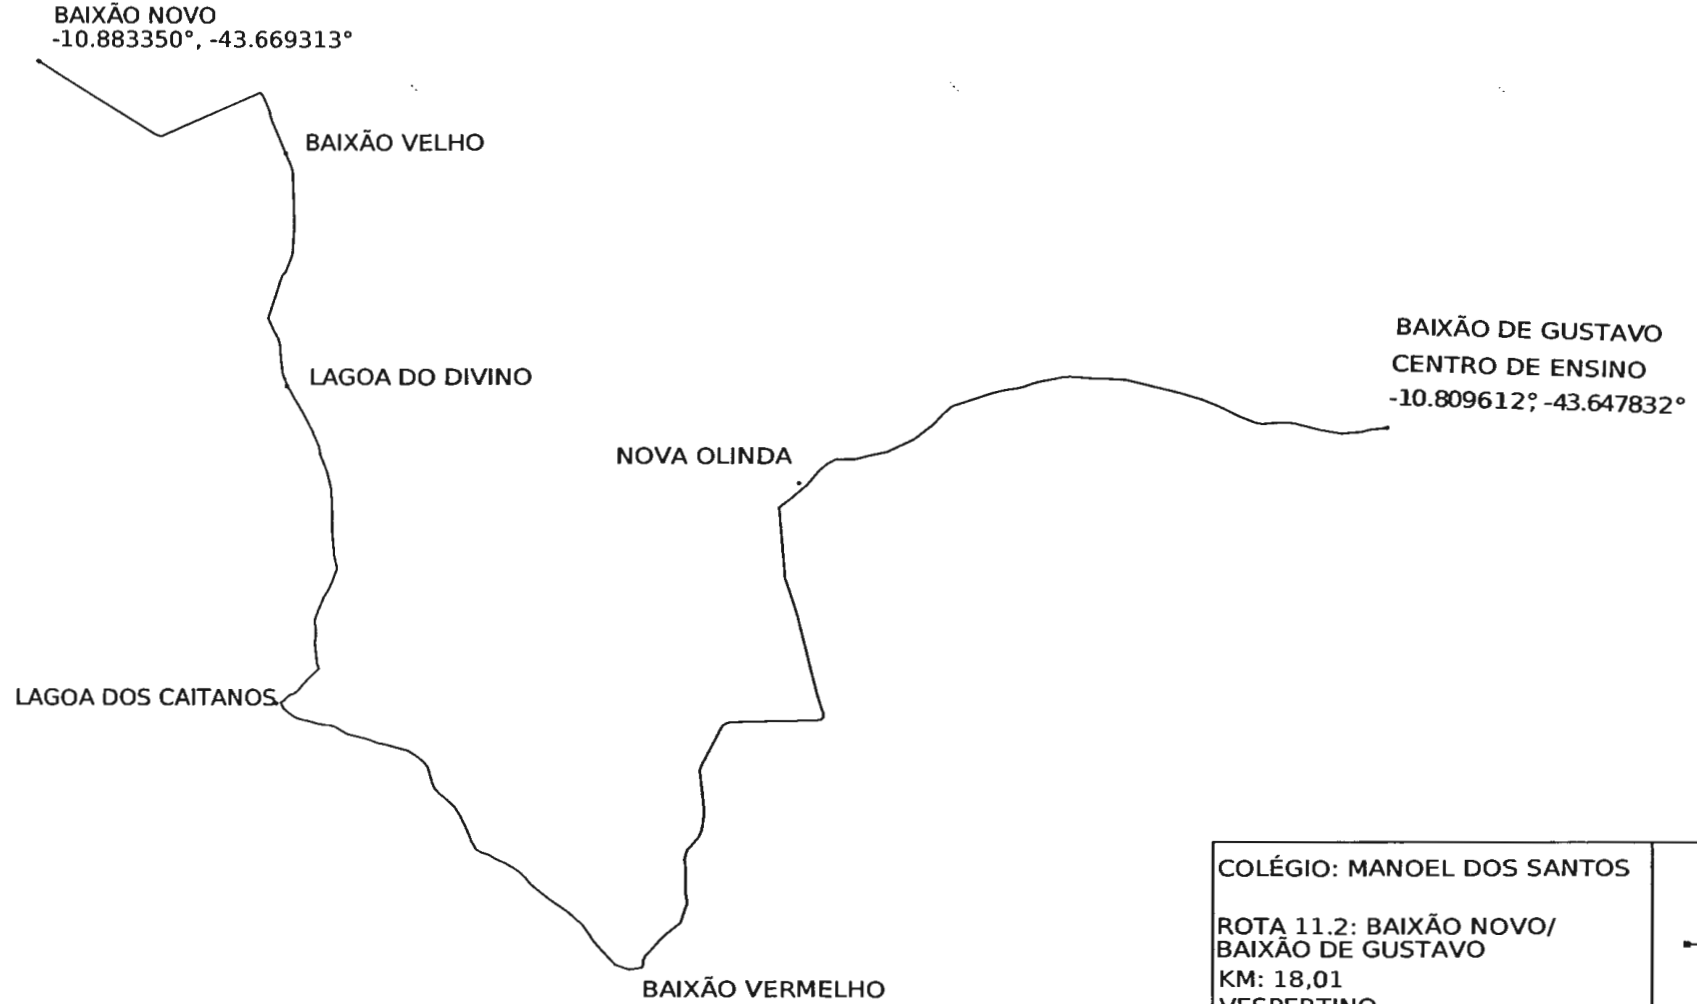 BAIXÃO NOVO
-10.883350°, -43.669313°
BAIXÃO VELHO
LAGOA DO DIVINO
BAIXÃO DE GUSTAVO
CENTRO DE ENSINO
-10.809612°, -43.647832°
NOVA OLINDA
LAGOA DOS CAITANOS
BAIXÃO VERMELHO
COLÉGIO: MANOEL DOS SANTOS
ROTA 11.2: BAIXÃO NOVO/
BAIXÃO DE GUSTAVO
KM: 18,01
VESPERTINO